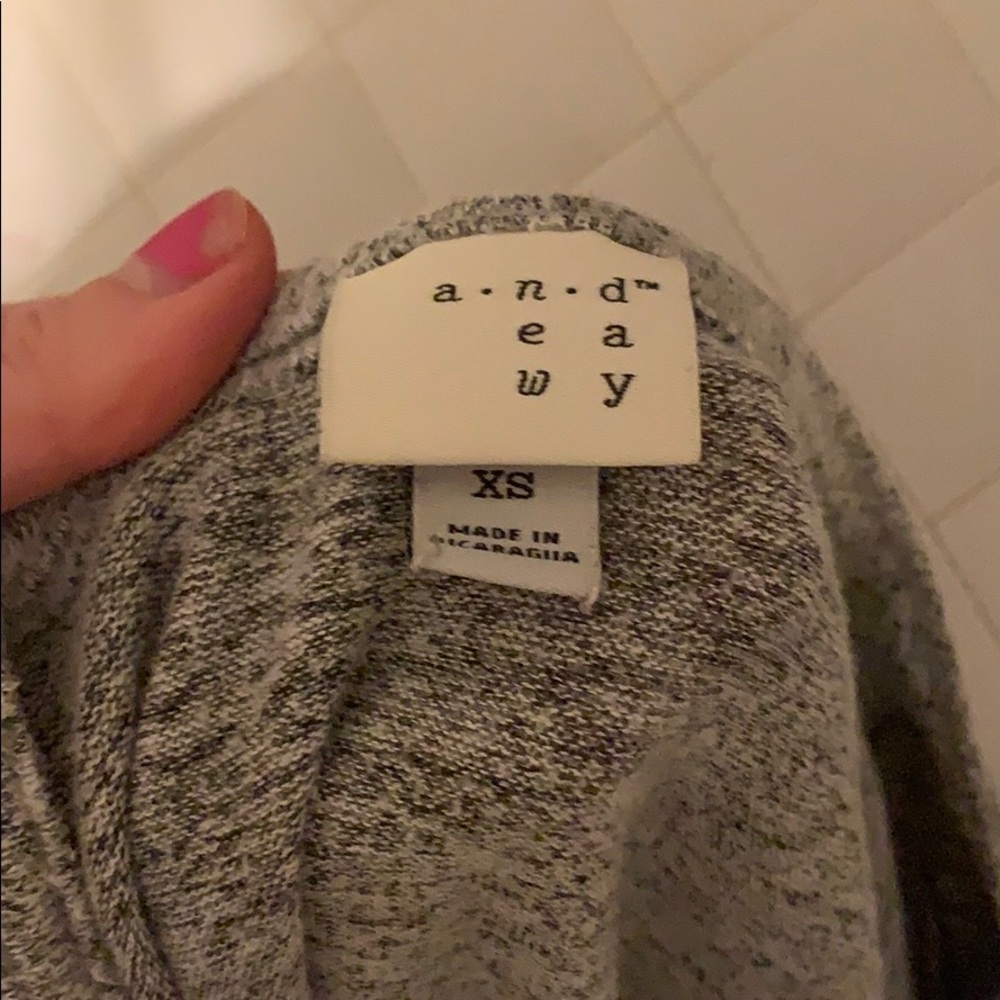 a · n · d™
e a
w y
XS
MADE IN
NICARAGUA